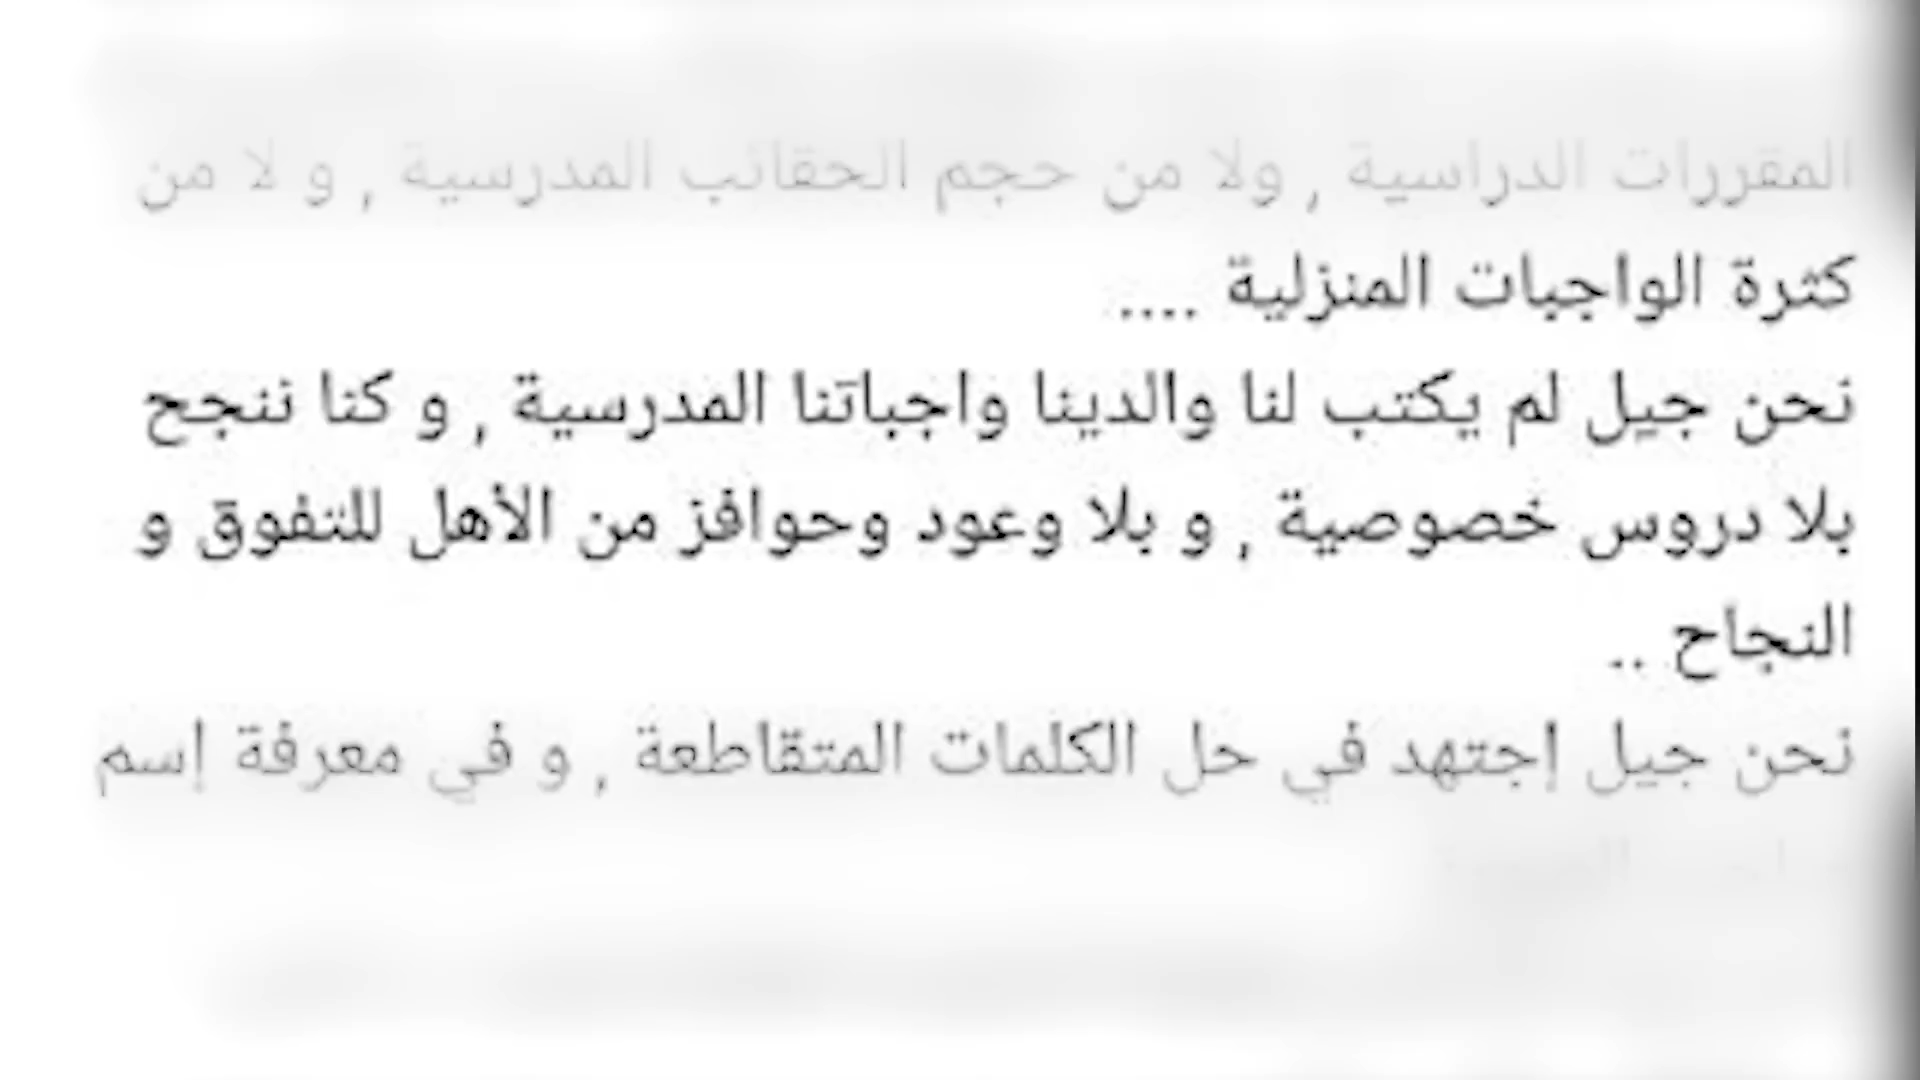 المقررات الدراسية , ولا من حجم الحقائب المدرسية , و لا من
كثرة الواجبات المنزلية ....
نحن جيل لم يكتب لنا والدينا واجباتنا المدرسية , و كنا ننجح
بلا دروس خصوصية , و بلا وعود وحوافز من الأهل للتفوق و
النجاح ..
نحن جيل إجتهد في حل الكلمات المتقاطعة , و في معرفة إسم